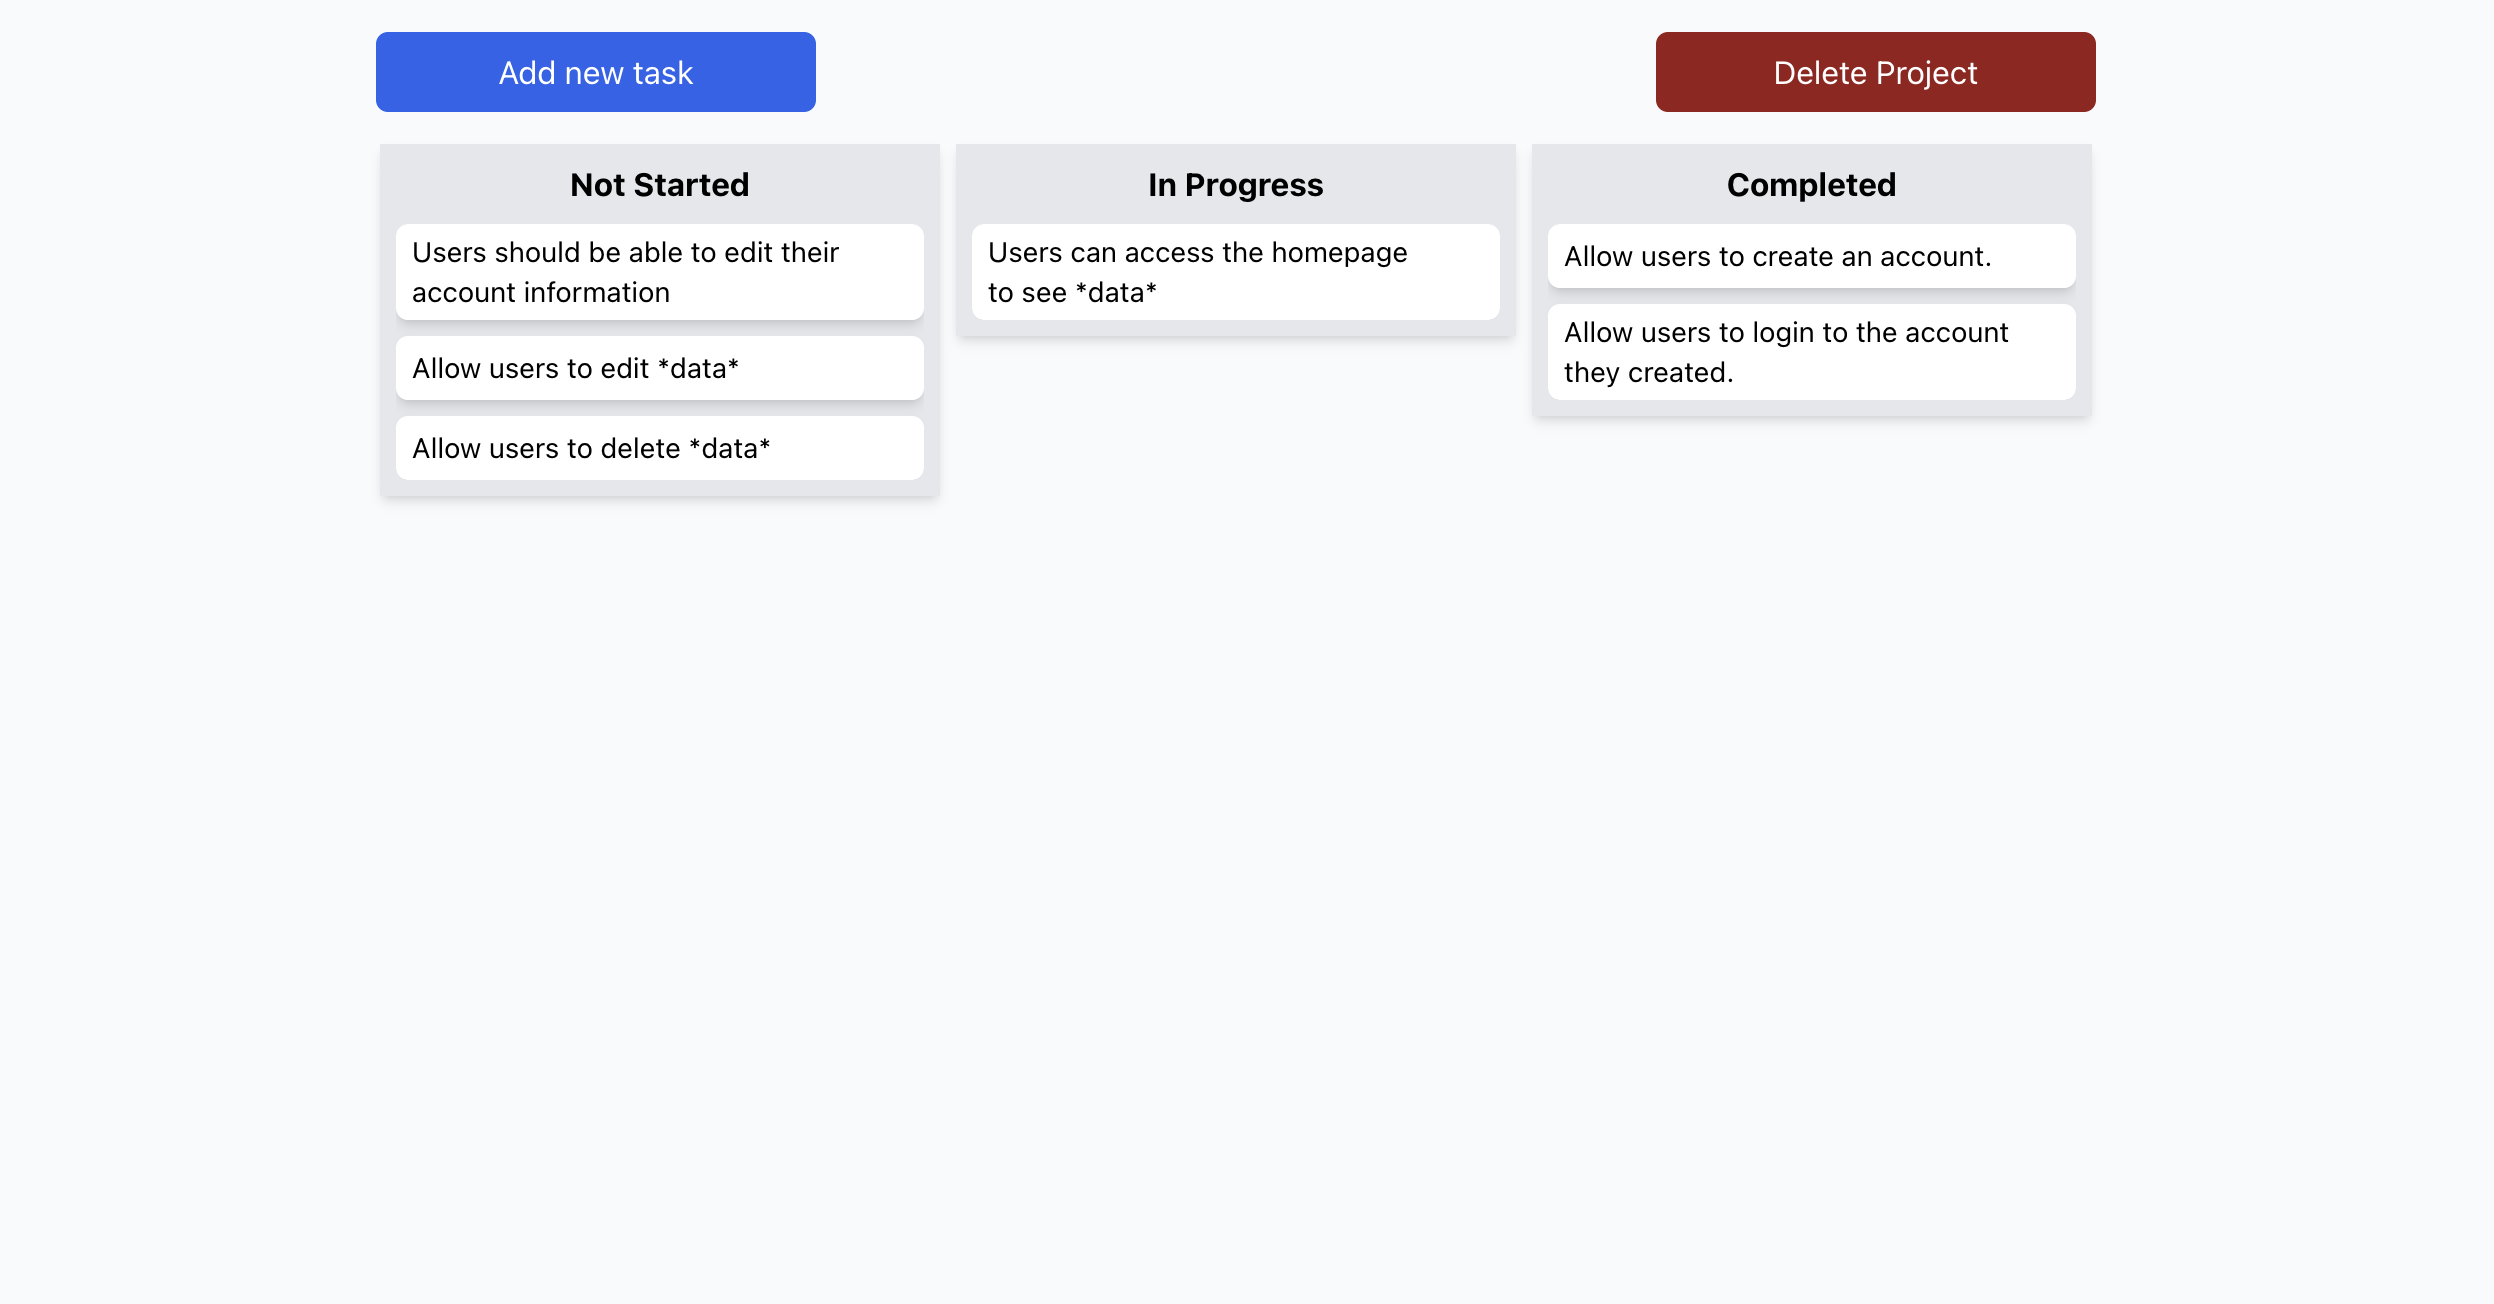 Add new task
Delete Project
Not Started
Users should be able to edit their
account information
Allow users to edit *data*
Allow users to delete *data*
In Progress
Users can access the homepage
to see *data*
Completed
Allow users to create an account.
Allow users to login to the account
they created.